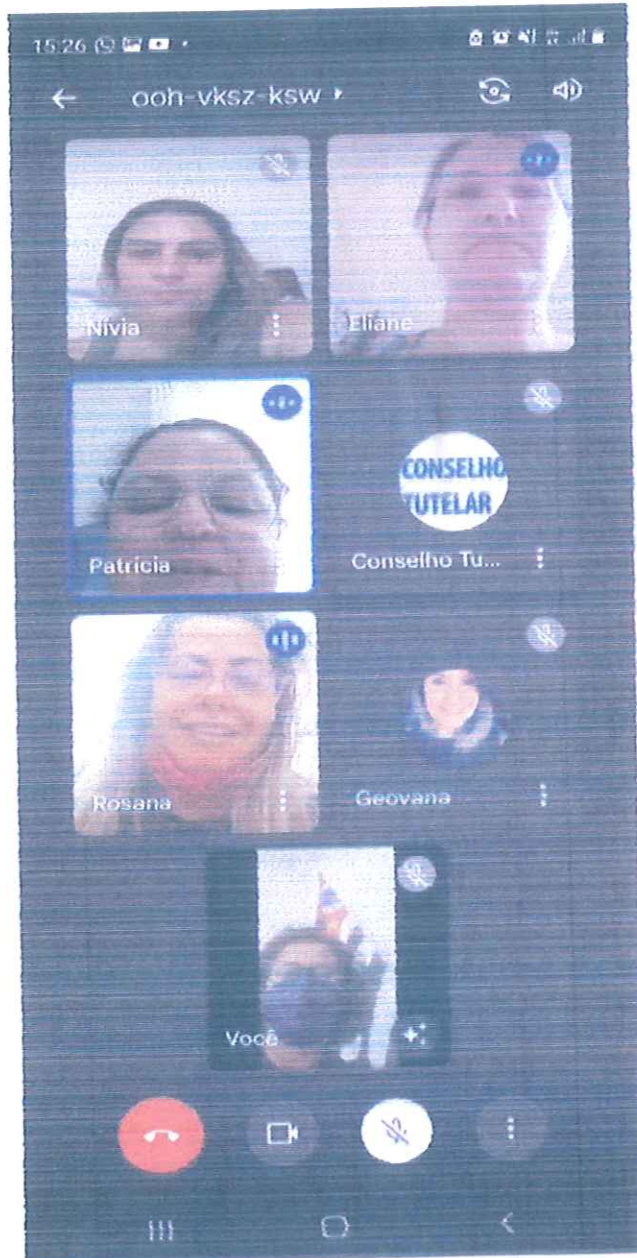 15:26
ooh-vksz-ksw
Nívia
Eliane
Patrícia
CONSELHO
TUTELAR
Conselho Tu...
Rosana
Geovana
Você